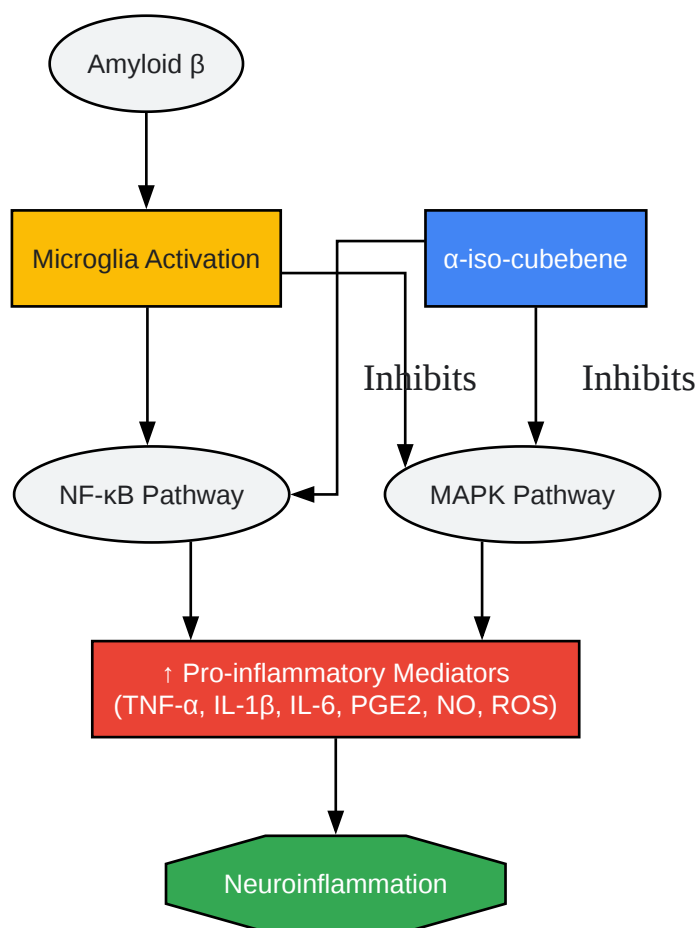 Amyloid β
Microglia Activation
α-iso-cubebene
Inhibits
Inhibits
NF-κB Pathway
MAPK Pathway
↑ Pro-inflammatory Mediators
(TNF-α, IL-1β, IL-6, PGE2, NO, ROS)
Neuroinflammation